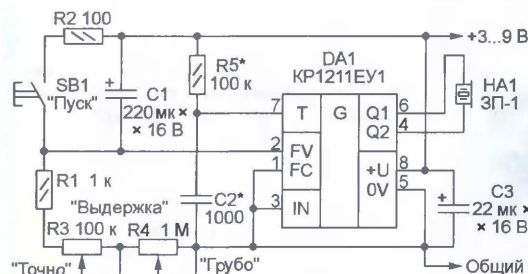 R2 100
+3...9 В
DA1
КР1211ЕУ1
R5*
100 к
SB1
"Пуск"
C1
220 мк ×
× 16 В
HA1
ЗП-1
7
T
G
Q1
6
Q2
4
2
FV
1
FC
+U
8
0V
5
3
IN
R1 1 к
"Выдержка"
C2*
1000
C3
22 мк ×
× 16 В
R3 100 к
R4 1 М
"Точно"
"Грубо"
Общий